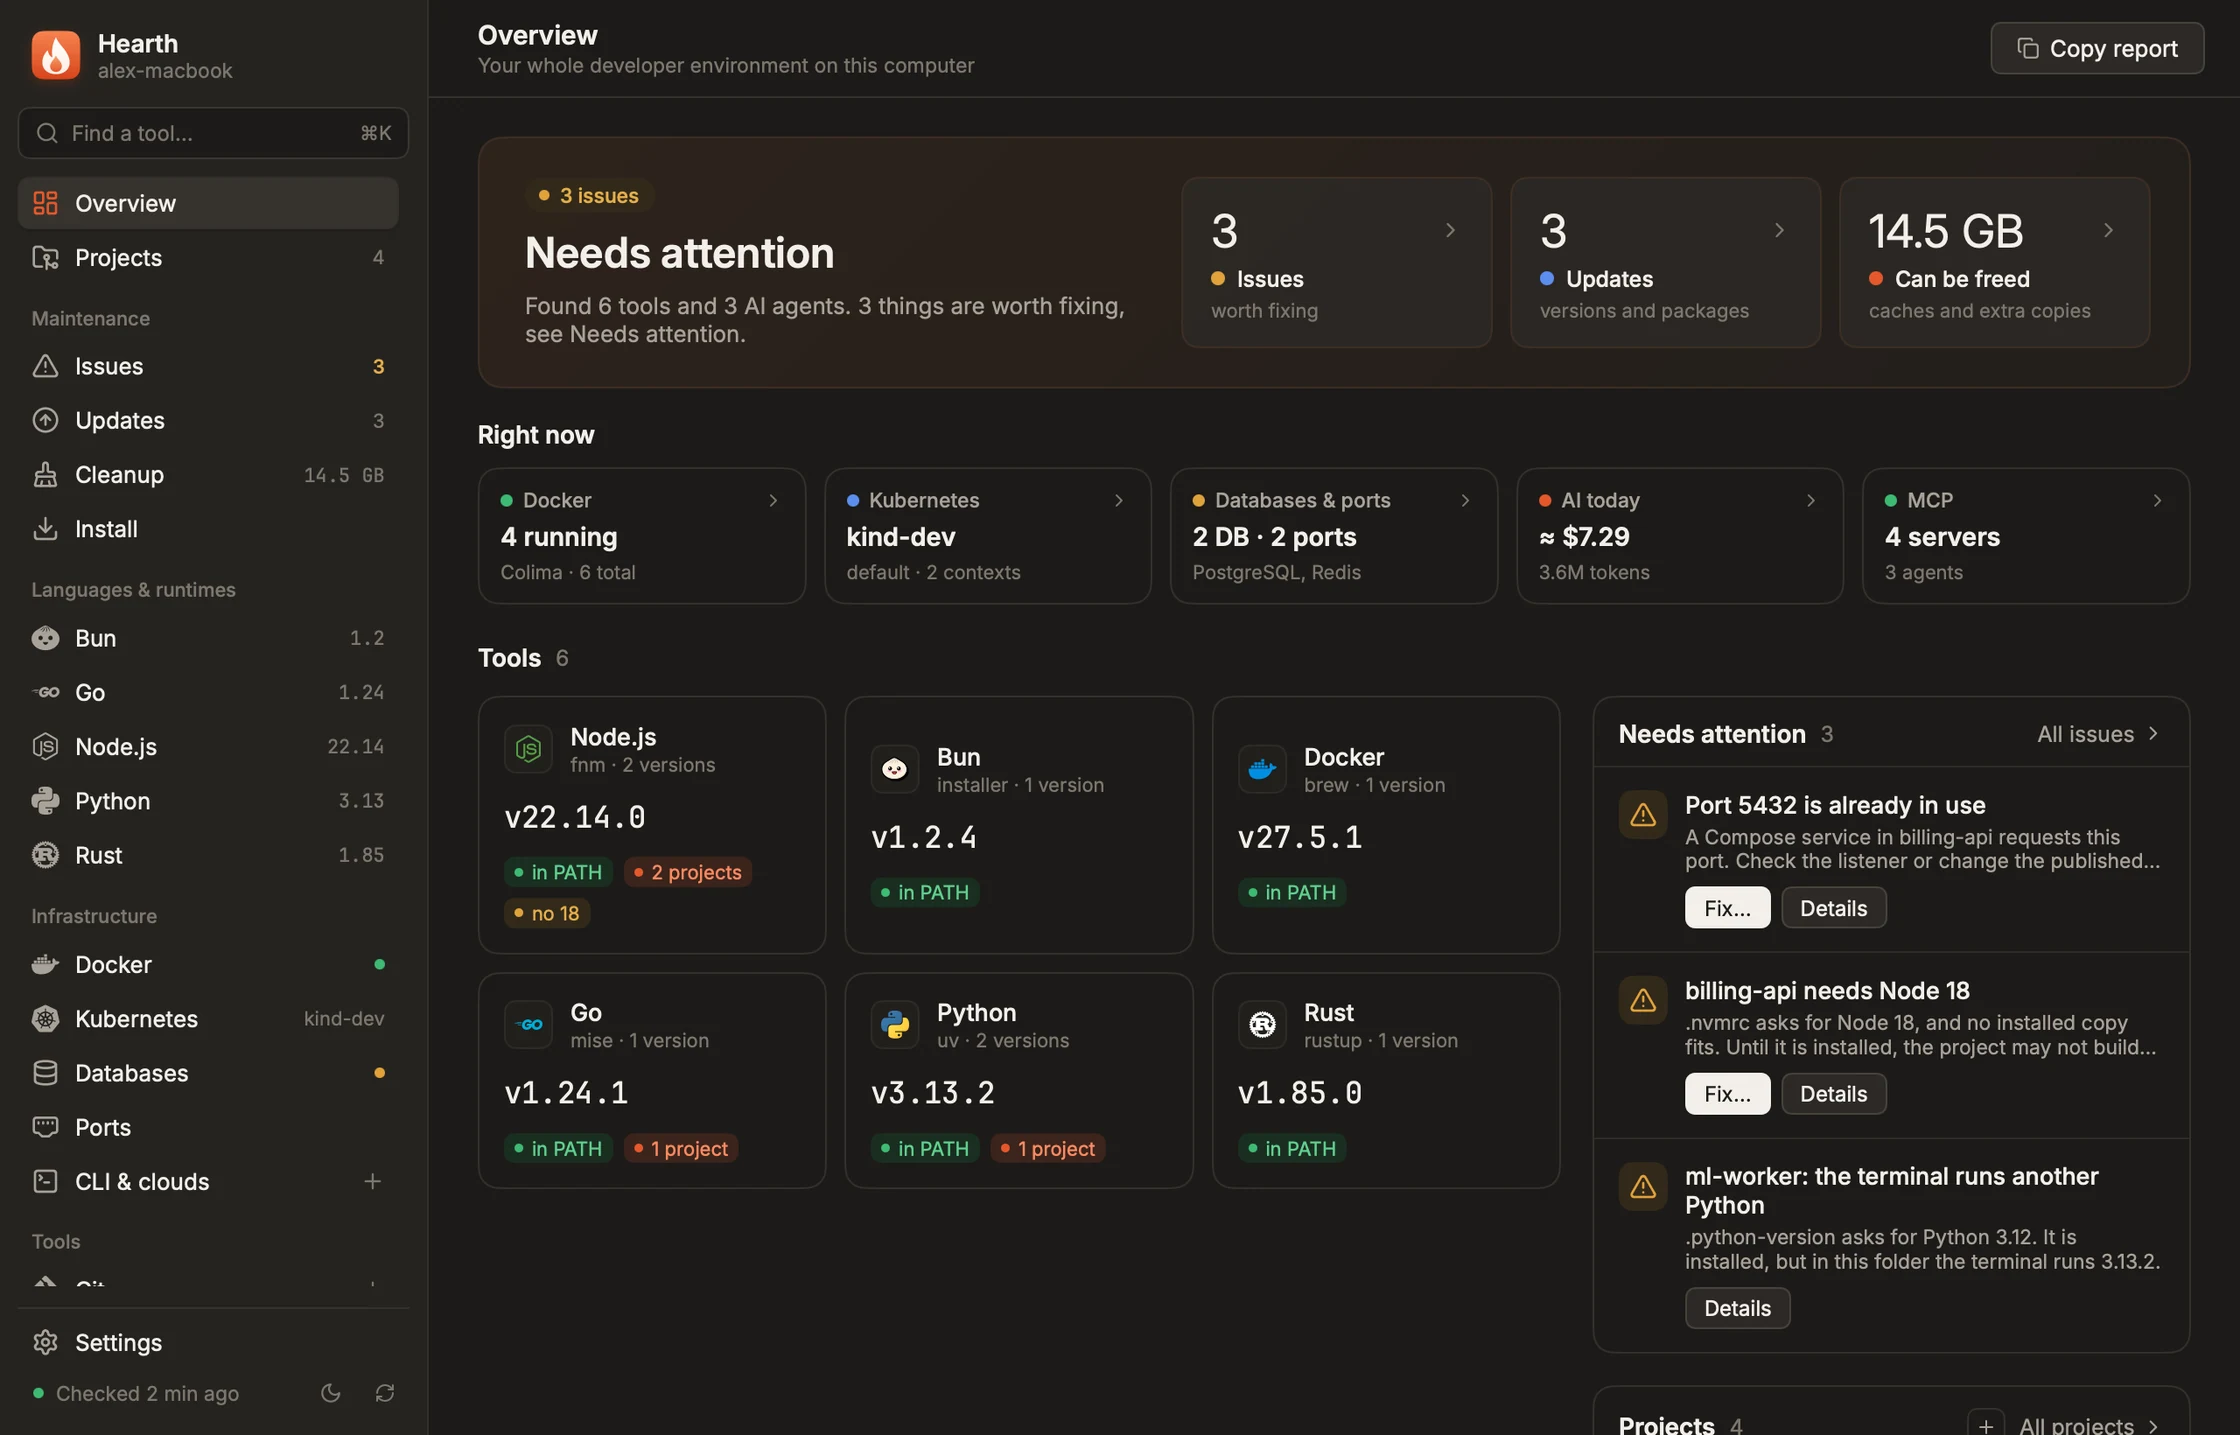 Hearth
alex-macbook
Find a tool...
⌘K
Overview
Projects
4
Maintenance
Issues
3
Updates
3
Cleanup
14.5 GB
Install
Languages & runtimes
Bun
1.2
Go
1.24
Node.js
22.14
Python
3.13
Rust
1.85
Infrastructure
Docker
Kubernetes
kind-dev
Databases
Ports
CLI & clouds
Tools
Git
Settings
Checked 2 min ago
Overview
Your whole developer environment on this computer
Copy report
3 issues
Needs attention
Found 6 tools and 3 AI agents. 3 things are worth fixing,
see Needs attention.
3
Issues
worth fixing
3
Updates
versions and packages
14.5 GB
Can be freed
caches and extra copies
Right now
Docker
4 running
Colima · 6 total
Kubernetes
kind-dev
default · 2 contexts
Databases & ports
2 DB · 2 ports
PostgreSQL, Redis
AI today
≈ $7.29
3.6M tokens
MCP
4 servers
3 agents
Tools 6
Node.js
fnm · 2 versions
v22.14.0
in PATH
2 projects
no 18
Bun
installer · 1 version
v1.2.4
in PATH
Docker
brew · 1 version
v27.5.1
in PATH
GO
Go
mise · 1 version
v1.24.1
in PATH
1 project
Python
uv · 2 versions
v3.13.2
in PATH
1 project
Rust
rustup · 1 version
v1.85.0
in PATH
Needs attention 3
All issues
Port 5432 is already in use
A Compose service in billing-api requests this
port. Check the listener or change the published...
Fix...
Details
billing-api needs Node 18
.nvmrc asks for Node 18, and no installed copy
fits. Until it is installed, the project may not build...
Fix...
Details
ml-worker: the terminal runs another
Python
.python-version asks for Python 3.12. It is
installed, but in this folder the terminal runs 3.13.2.
Details
Projects 4
All projects